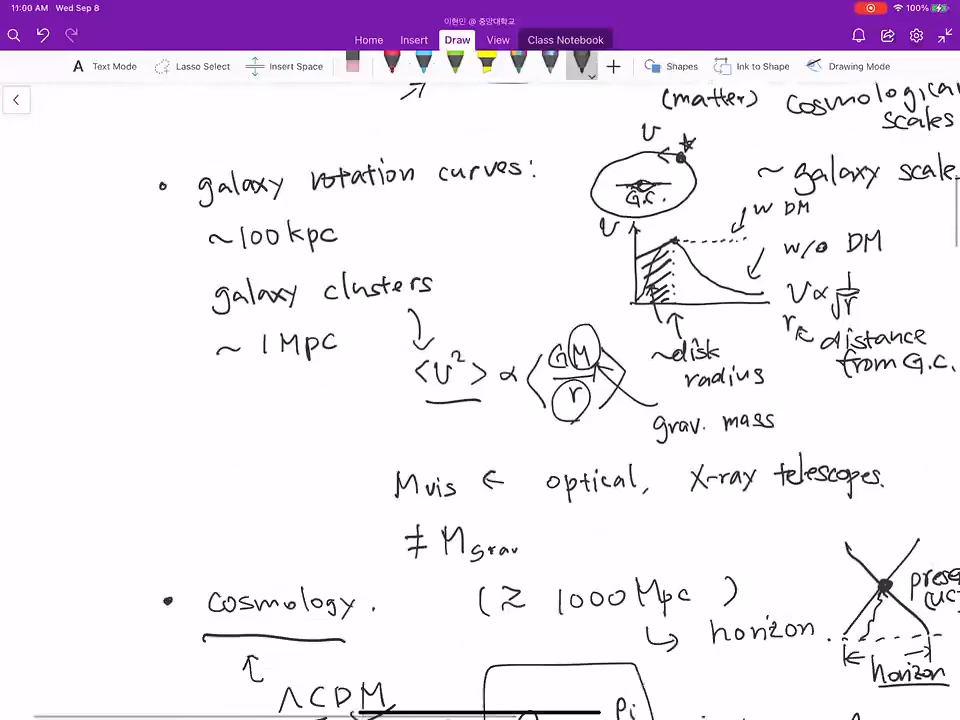 11:00 AM Wed Sep 8
100%
이현민 @ 중앙대학교
Home Insert Draw View Class Notebook
Text Mode Lasso Select Insert Space Shapes Ink to Shape Drawing Mode
(matter) cosmological
scales
• galaxy rotation curves:
~100 kpc
galaxy clusters
~ 1 Mpc
υ
G.C.
~ galaxy scale
υ
w DM
w/o DM
υ ∝ 1/√r
r ← distance
from G.C.
~disk
radius
<υ²> ∝ <GM/r>
grav. mass
Mvis ← optical, X-ray telescopes.
≠ Mgrav
• cosmology. (≳ 1000 Mpc)
↳ horizon.
horizon
ΛCDM
Pi